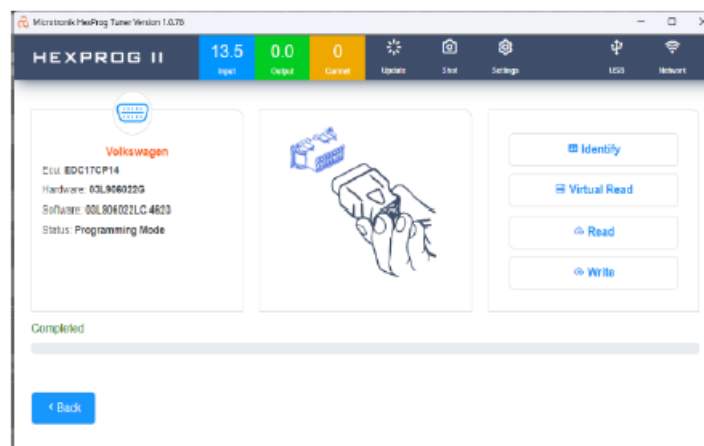 Microtronik HexProg Tuner Version 1.0.76
HEXPROG II
13.5
Input
0.0
Output
0
Current
Update
Shot
Settings
USB
Network
Volkswagen
Ecu: EDC17CP14
Hardware: 03L906022G
Software: 03L906022LC 4623
Status: Programming Mode
Identify
Virtual Read
Read
Write
Completed
Back